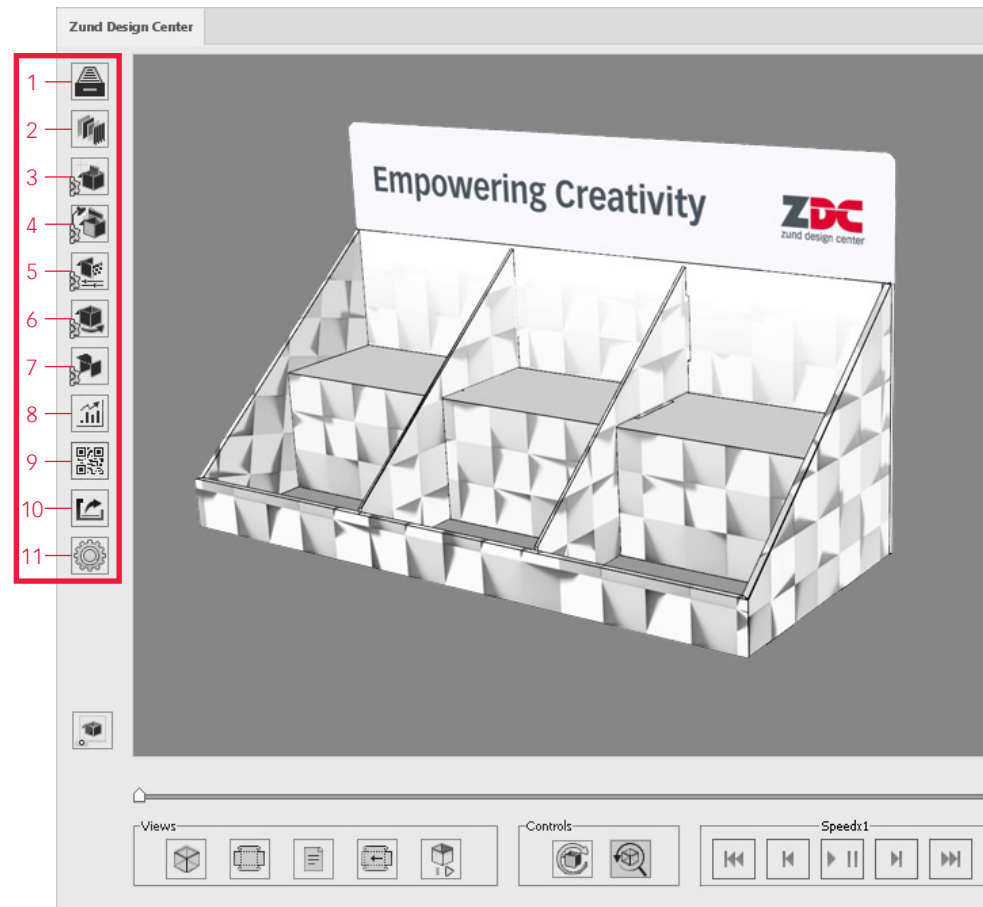 Zund Design Center
1
2
3
4
5
6
7
8
9
10
11
Empowering Creativity
ZDC
zund design center
Views
Controls
Speedx1